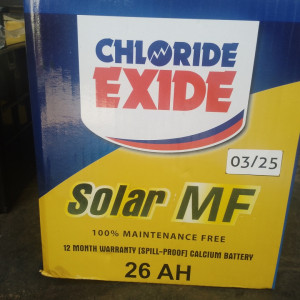 CHLORIDE
EXIDE
03/25
Solar MF
100% MAINTENANCE FREE
12 MONTH WARRANTY [SPILL-PROOF] CALCIUM BATTERY
26 AH